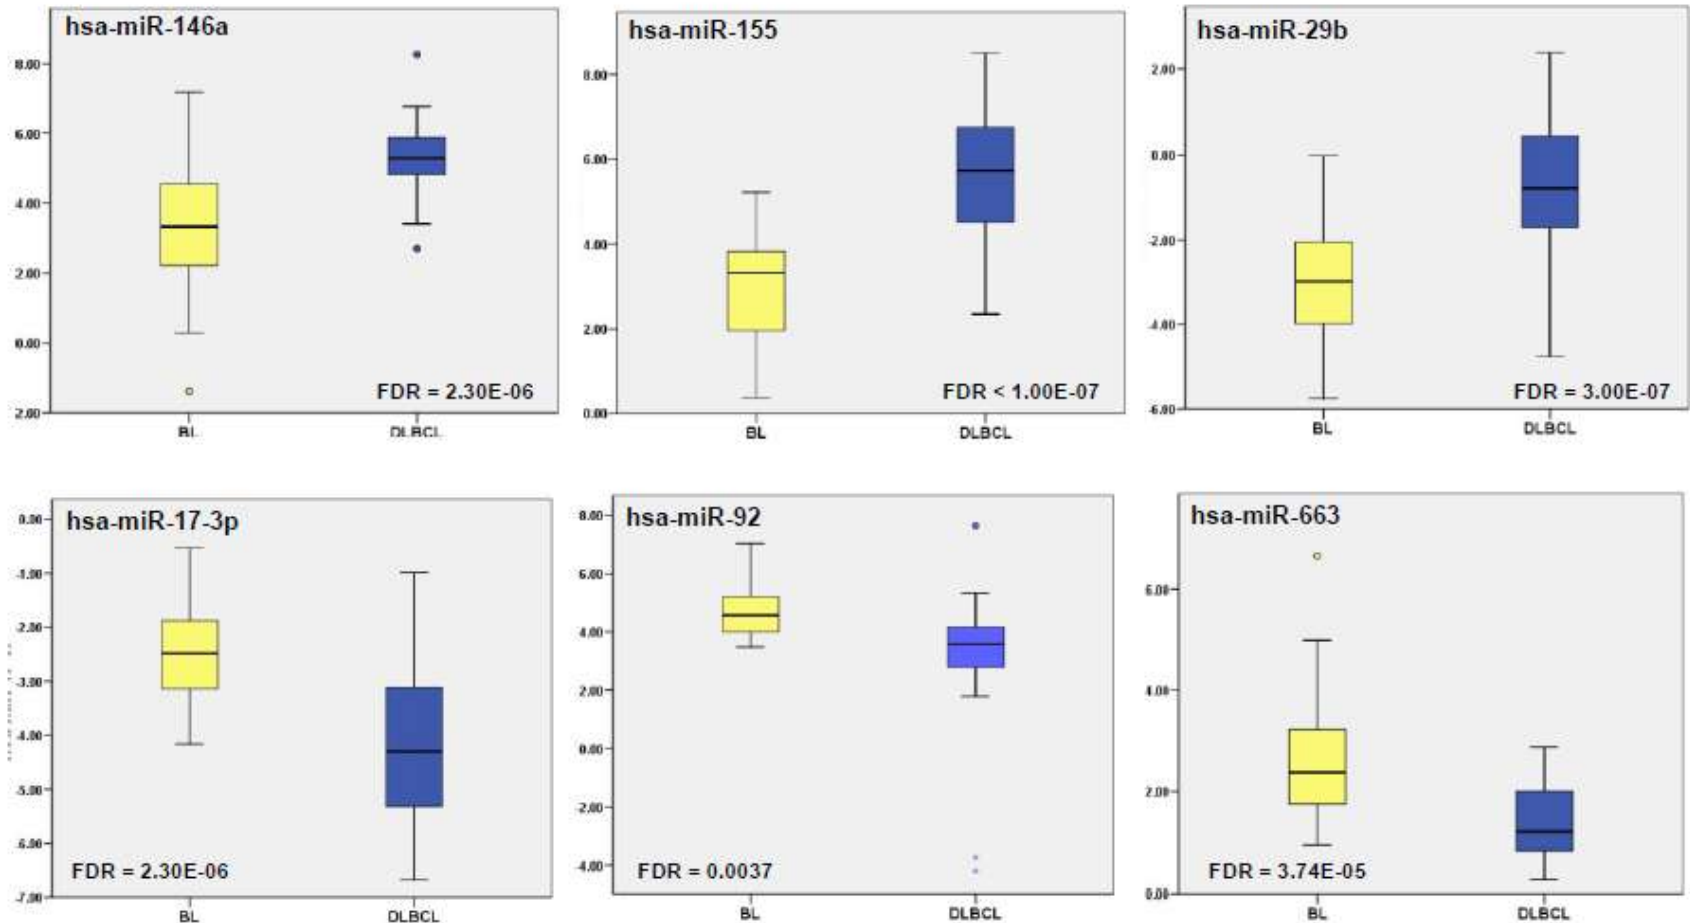 hsa-miR-146a
8.00
6.00
4.00
2.00
0.00
2.00
FDR = 2.30E-06
BL
DLBCL
hsa-miR-155
8.00
6.00
4.00
2.00
0.00
FDR < 1.00E-07
BL
DLBCL
hsa-miR-29b
2.00
0.00
-2.00
-4.00
-6.00
FDR = 3.00E-07
BL
DLBCL
hsa-miR-17-3p
0.00
-1.00
-2.00
-3.00
-4.00
-5.00
-6.00
-7.00
FDR = 2.30E-06
BL
DLBCL
hsa-miR-92
8.00
6.00
4.00
2.00
0.00
-2.00
-4.00
FDR = 0.0037
BL
DLBCL
hsa-miR-663
6.00
4.00
2.00
0.00
FDR = 3.74E-05
BL
DLBCL